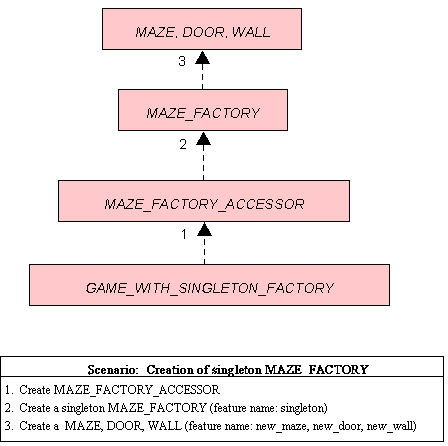 MAZE, DOOR, WALL
3
MAZE_FACTORY
2
MAZE_FACTORY_ACCESSOR
1
GAME_WITH_SINGLETON_FACTORY
Scenario: Creation of singleton MAZE_FACTORY
1. Create MAZE_FACTORY_ACCESSOR
2. Create a singleton MAZE_FACTORY (feature name: singleton)
3. Create a MAZE, DOOR, WALL (feature name: new_maze, new_door, new_wall)